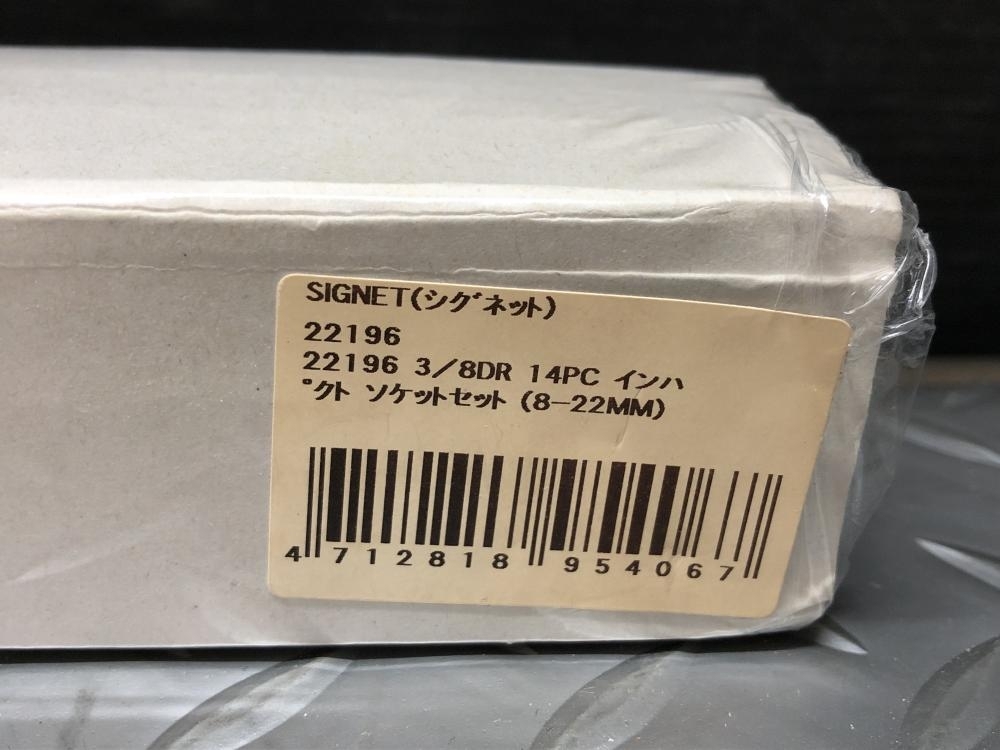 SIGNET(シグネット)
22196
22196 3/8DR 14PC インハ
゚クト ソケットセット (8-22MM)
4 712818 954067